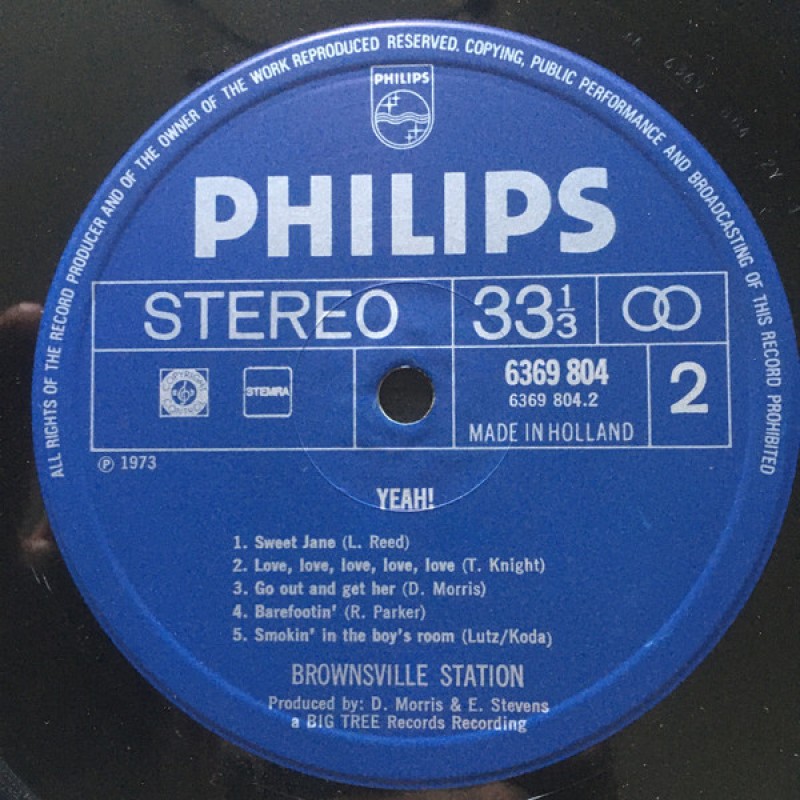 ALL RIGHTS OF THE RECORD PRODUCER AND OF THE OWNER OF THE WORK REPRODUCED RESERVED. COPYING, PUBLIC PERFORMANCE AND BROADCASTING OF THIS RECORD PROHIBITED
PHILIPS
PHILIPS
STEREO 33 1/3
COPYRIGHT CONTROL STEMRA 6369 804 2
6369 804.2
MADE IN HOLLAND
℗ 1973
YEAH!
1. Sweet Jane (L. Reed)
2. Love, love, love, love, love (T. Knight)
3. Go out and get her (D. Morris)
4. Barefootin' (R. Parker)
5. Smokin' in the boy's room (Lutz/Koda)
BROWNSVILLE STATION
Produced by: D. Morris & E. Stevens
a BIG TREE Records Recording